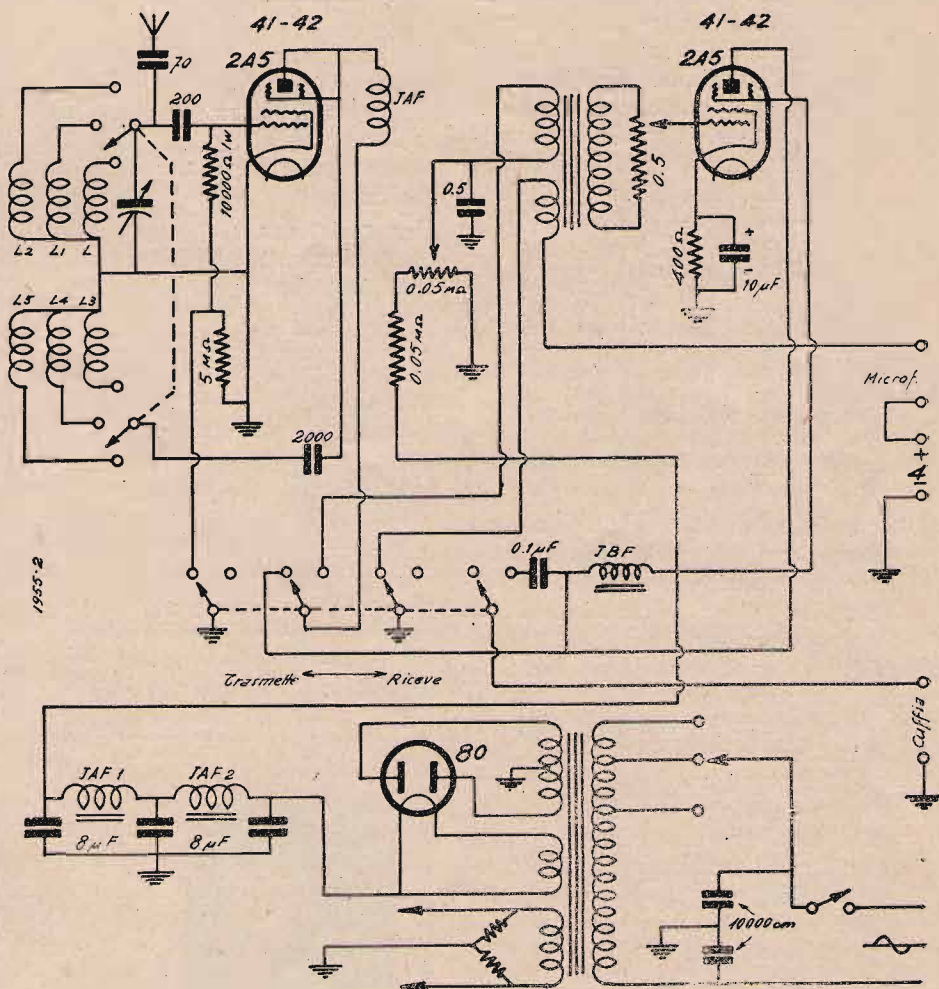 41-42
2A5
70
200
10000 Ω 1w
JAF
41-42
2A5
0.5
0.5
400 Ω
+
-
10 µF
L2
L1
L
L5
L4
L3
5 MΩ
0.05 MΩ
0.05 MΩ
2000
Microf.
+
0.1 µF
JBF
1955-2
Trasmette
Riceve
Cuffia
JAF 1
JAF 2
8 µF
8 µF
80
10000 cm